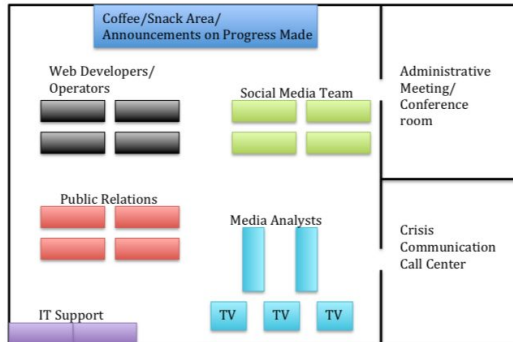 Coffee/Snack Area/
Announcements on Progress Made
Web Developers/
Operators
Social Media Team
Administrative
Meeting/
Conference
room
Public Relations
Media Analysts
Crisis
Communication
Call Center
IT Support
TV
TV
TV